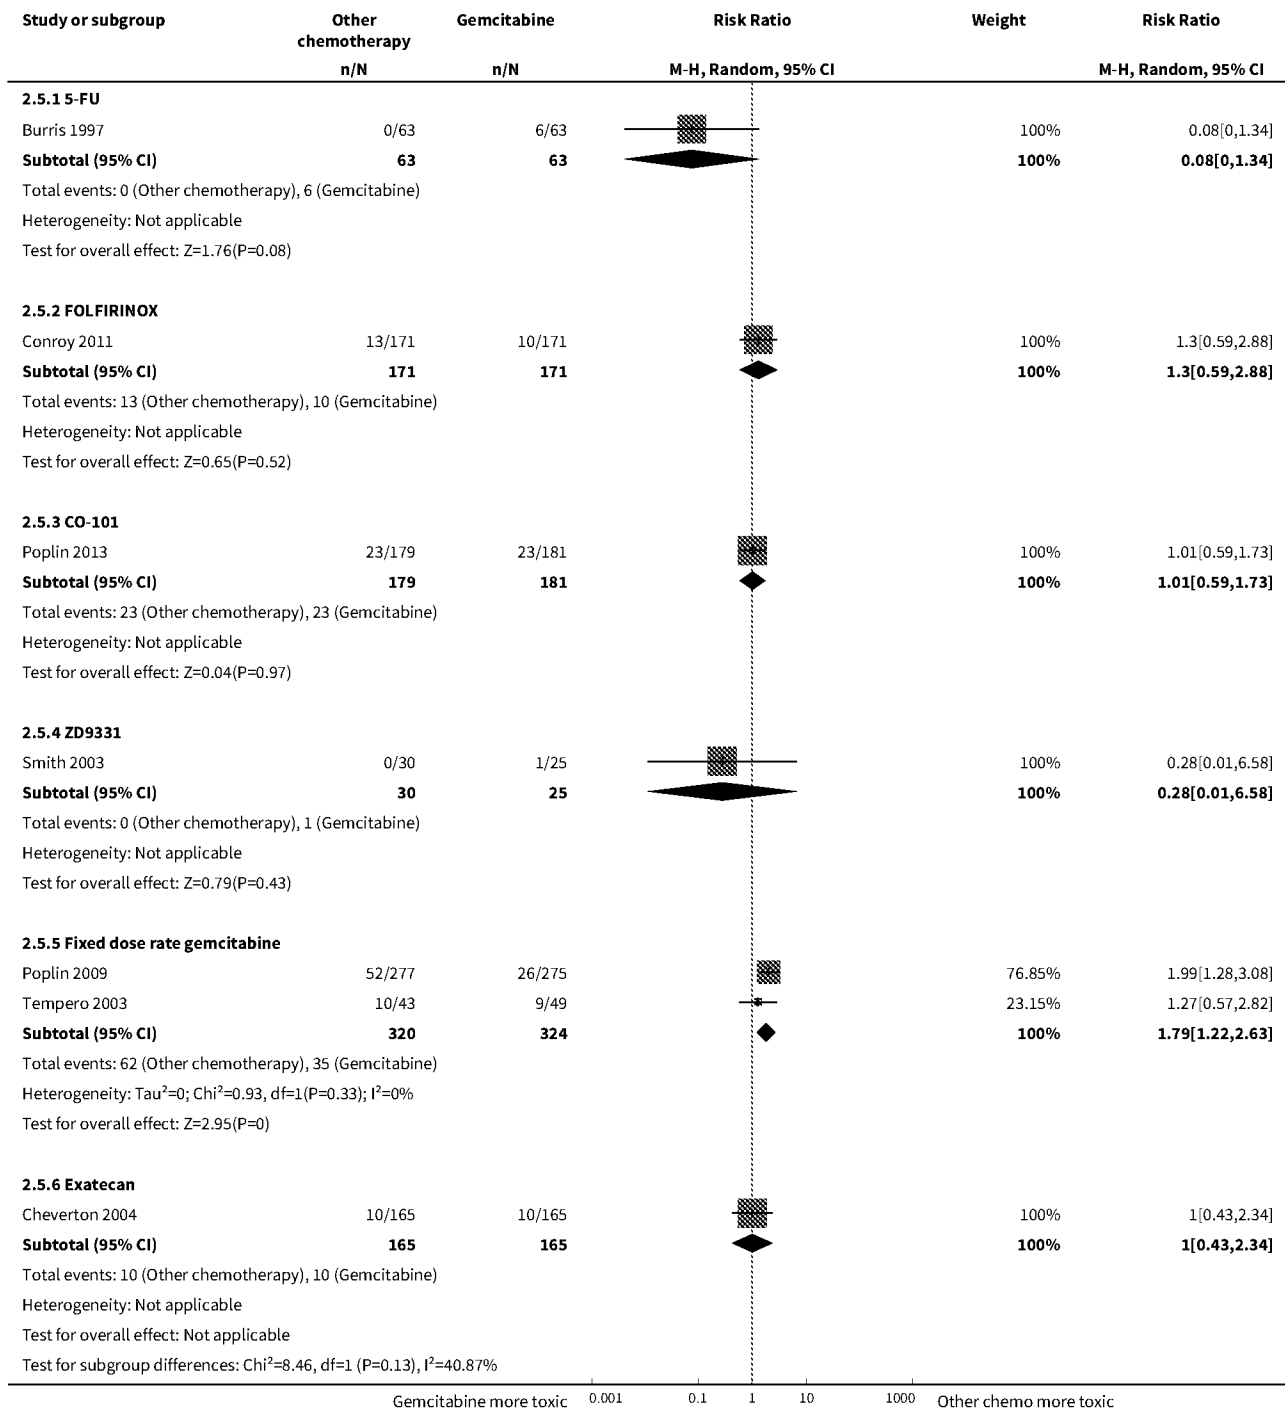 Study or subgroup Other chemotherapy Gemcitabine Risk Ratio Weight Risk Ratio
n/N n/N M-H, Random, 95% CI M-H, Random, 95% CI
2.5.1 5-FU
Burris 1997 0/63 6/63 100% 0.08[0,1.34]
Subtotal (95% CI) 63 63 100% 0.08[0,1.34]
Total events: 0 (Other chemotherapy), 6 (Gemcitabine)
Heterogeneity: Not applicable
Test for overall effect: Z=1.76(P=0.08)
2.5.2 FOLFIRINOX
Conroy 2011 13/171 10/171 100% 1.3[0.59,2.88]
Subtotal (95% CI) 171 171 100% 1.3[0.59,2.88]
Total events: 13 (Other chemotherapy), 10 (Gemcitabine)
Heterogeneity: Not applicable
Test for overall effect: Z=0.65(P=0.52)
2.5.3 CO-101
Poplin 2013 23/179 23/181 100% 1.01[0.59,1.73]
Subtotal (95% CI) 179 181 100% 1.01[0.59,1.73]
Total events: 23 (Other chemotherapy), 23 (Gemcitabine)
Heterogeneity: Not applicable
Test for overall effect: Z=0.04(P=0.97)
2.5.4 ZD9331
Smith 2003 0/30 1/25 100% 0.28[0.01,6.58]
Subtotal (95% CI) 30 25 100% 0.28[0.01,6.58]
Total events: 0 (Other chemotherapy), 1 (Gemcitabine)
Heterogeneity: Not applicable
Test for overall effect: Z=0.79(P=0.43)
2.5.5 Fixed dose rate gemcitabine
Poplin 2009 52/277 26/275 76.85% 1.99[1.28,3.08]
Tempero 2003 10/43 9/49 23.15% 1.27[0.57,2.82]
Subtotal (95% CI) 320 324 100% 1.79[1.22,2.63]
Total events: 62 (Other chemotherapy), 35 (Gemcitabine)
Heterogeneity: Tau²=0; Chi²=0.93, df=1(P=0.33); I²=0%
Test for overall effect: Z=2.95(P=0)
2.5.6 Exatecan
Cheverton 2004 10/165 10/165 100% 1[0.43,2.34]
Subtotal (95% CI) 165 165 100% 1[0.43,2.34]
Total events: 10 (Other chemotherapy), 10 (Gemcitabine)
Heterogeneity: Not applicable
Test for overall effect: Not applicable
Test for subgroup differences: Chi²=8.46, df=1 (P=0.13), I²=40.87%
Gemcitabine more toxic 0.001 0.1 1 10 1000 Other chemo more toxic